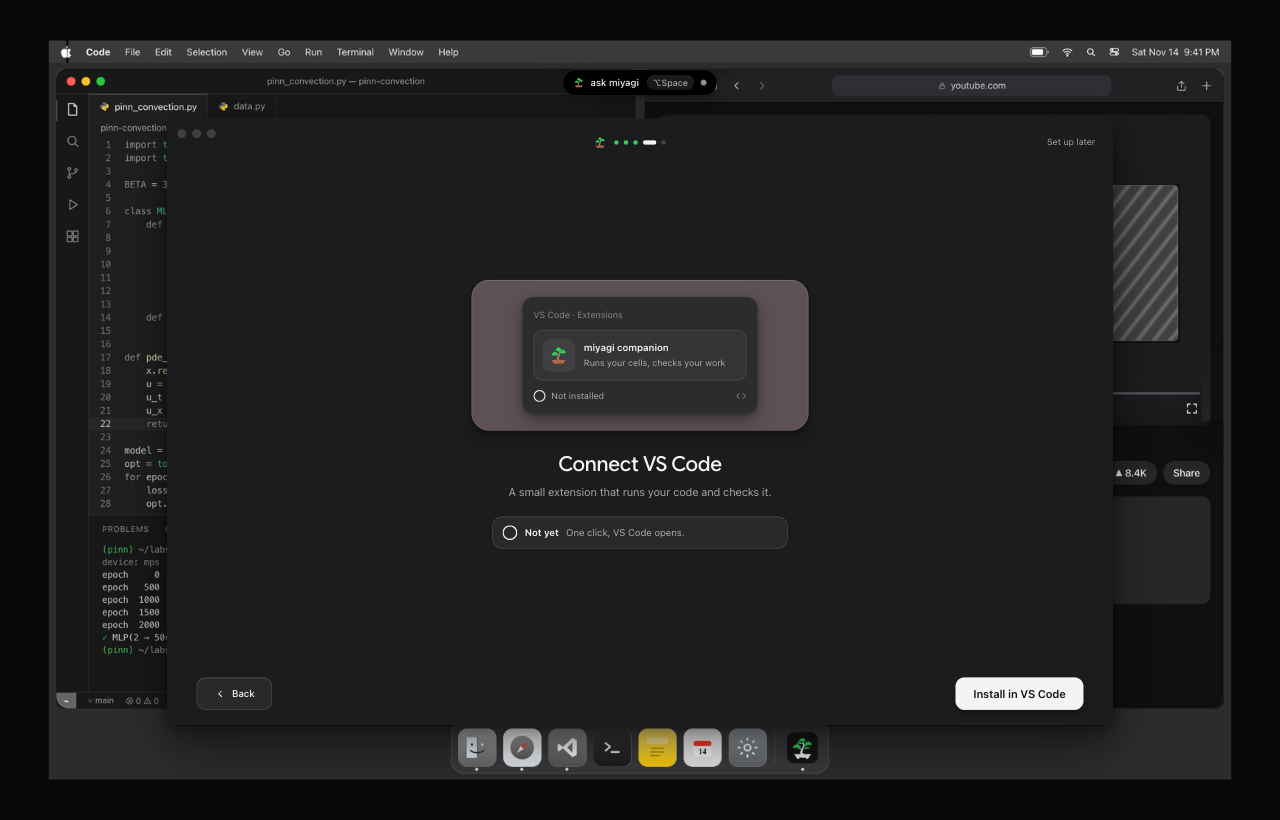 Code File Edit Selection View Go Run Terminal Window Help
Sat Nov 14 9:41 PM
pinn_convection.py — pinn-convection
ask miyagi ⌥Space
youtube.com
pinn_convection.py data.py
pinn-convection
Set up later
1 import t
2 import t
3
4 BETA = 3
5
6 class ML
7 def
8
9
10
11
12
13
14 def
15
16
17 def pde_
18 x.re
19 u =
20 u_t
21 u_x
22 retu
23
24 model =
25 opt = to
26 for epoc
27 loss
28 opt.
VS Code · Extensions
miyagi companion
Runs your cells, checks your work
Not installed
Connect VS Code
A small extension that runs your code and checks it.
Not yet One click, VS Code opens.
8.4K Share
PROBLEMS
(pinn) ~/labs
device: mps
epoch 0
epoch 500
epoch 1000
epoch 1500
epoch 2000
✓ MLP(2 → 50
(pinn) ~/labs
main 0 0
Back
Install in VS Code
14